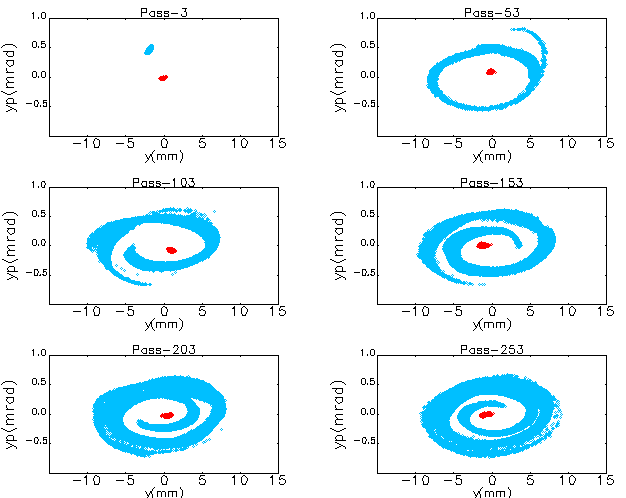 Pass-3 Pass-53
1.0 1.0
0.5 0.5
0.0 0.0
-0.5 -0.5
yp(mrad) yp(mrad)
-10 -5 0 5 10 15 -10 -5 0 5 10 15
y(mm) y(mm)
Pass-103 Pass-153
1.0 1.0
0.5 0.5
0.0 0.0
-0.5 -0.5
yp(mrad) yp(mrad)
-10 -5 0 5 10 15 -10 -5 0 5 10 15
y(mm) y(mm)
Pass-203 Pass-253
1.0 1.0
0.5 0.5
0.0 0.0
-0.5 -0.5
yp(mrad) yp(mrad)
-10 -5 0 5 10 15 -10 -5 0 5 10 15
y(mm) y(mm)